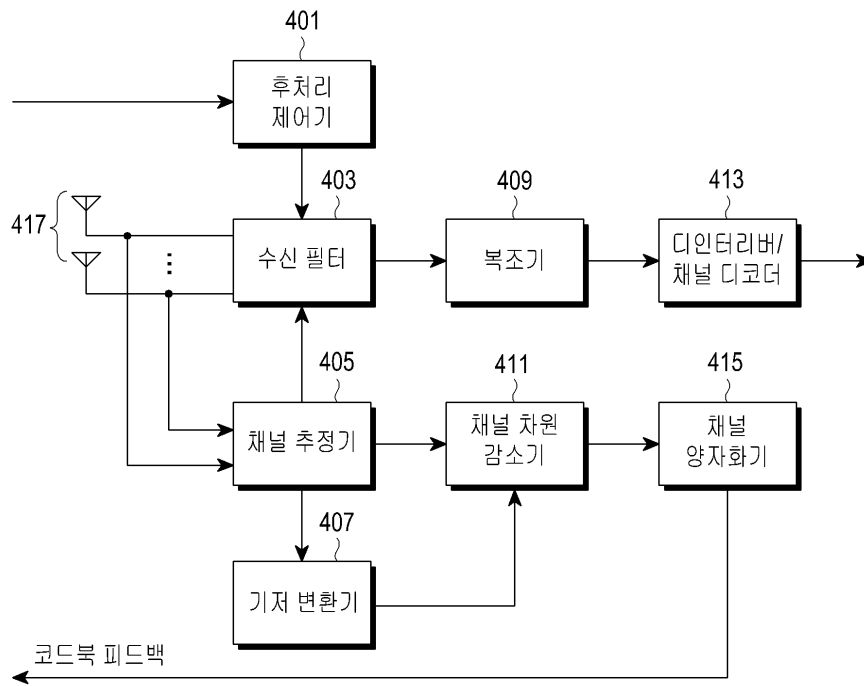 401
후처리
제어기
417
403
수신 필터
409
복조기
413
디인터리버/
채널 디코더
405
채널 추정기
411
채널 차원
감소기
415
채널
양자화기
407
기저 변환기
코드북 피드백